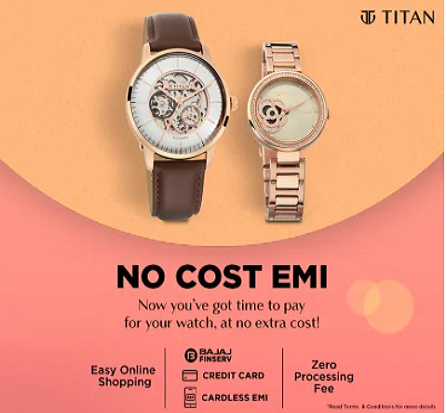 TITAN
TITAN
NO COST EMI
Now you've got time to pay
for your watch, at no extra cost!
Easy Online
Shopping
B BAJAJ
FINSERV
CREDIT CARD
CARDLESS EMI
Zero
Processing
Fee
*Read Terms & Conditions for more details